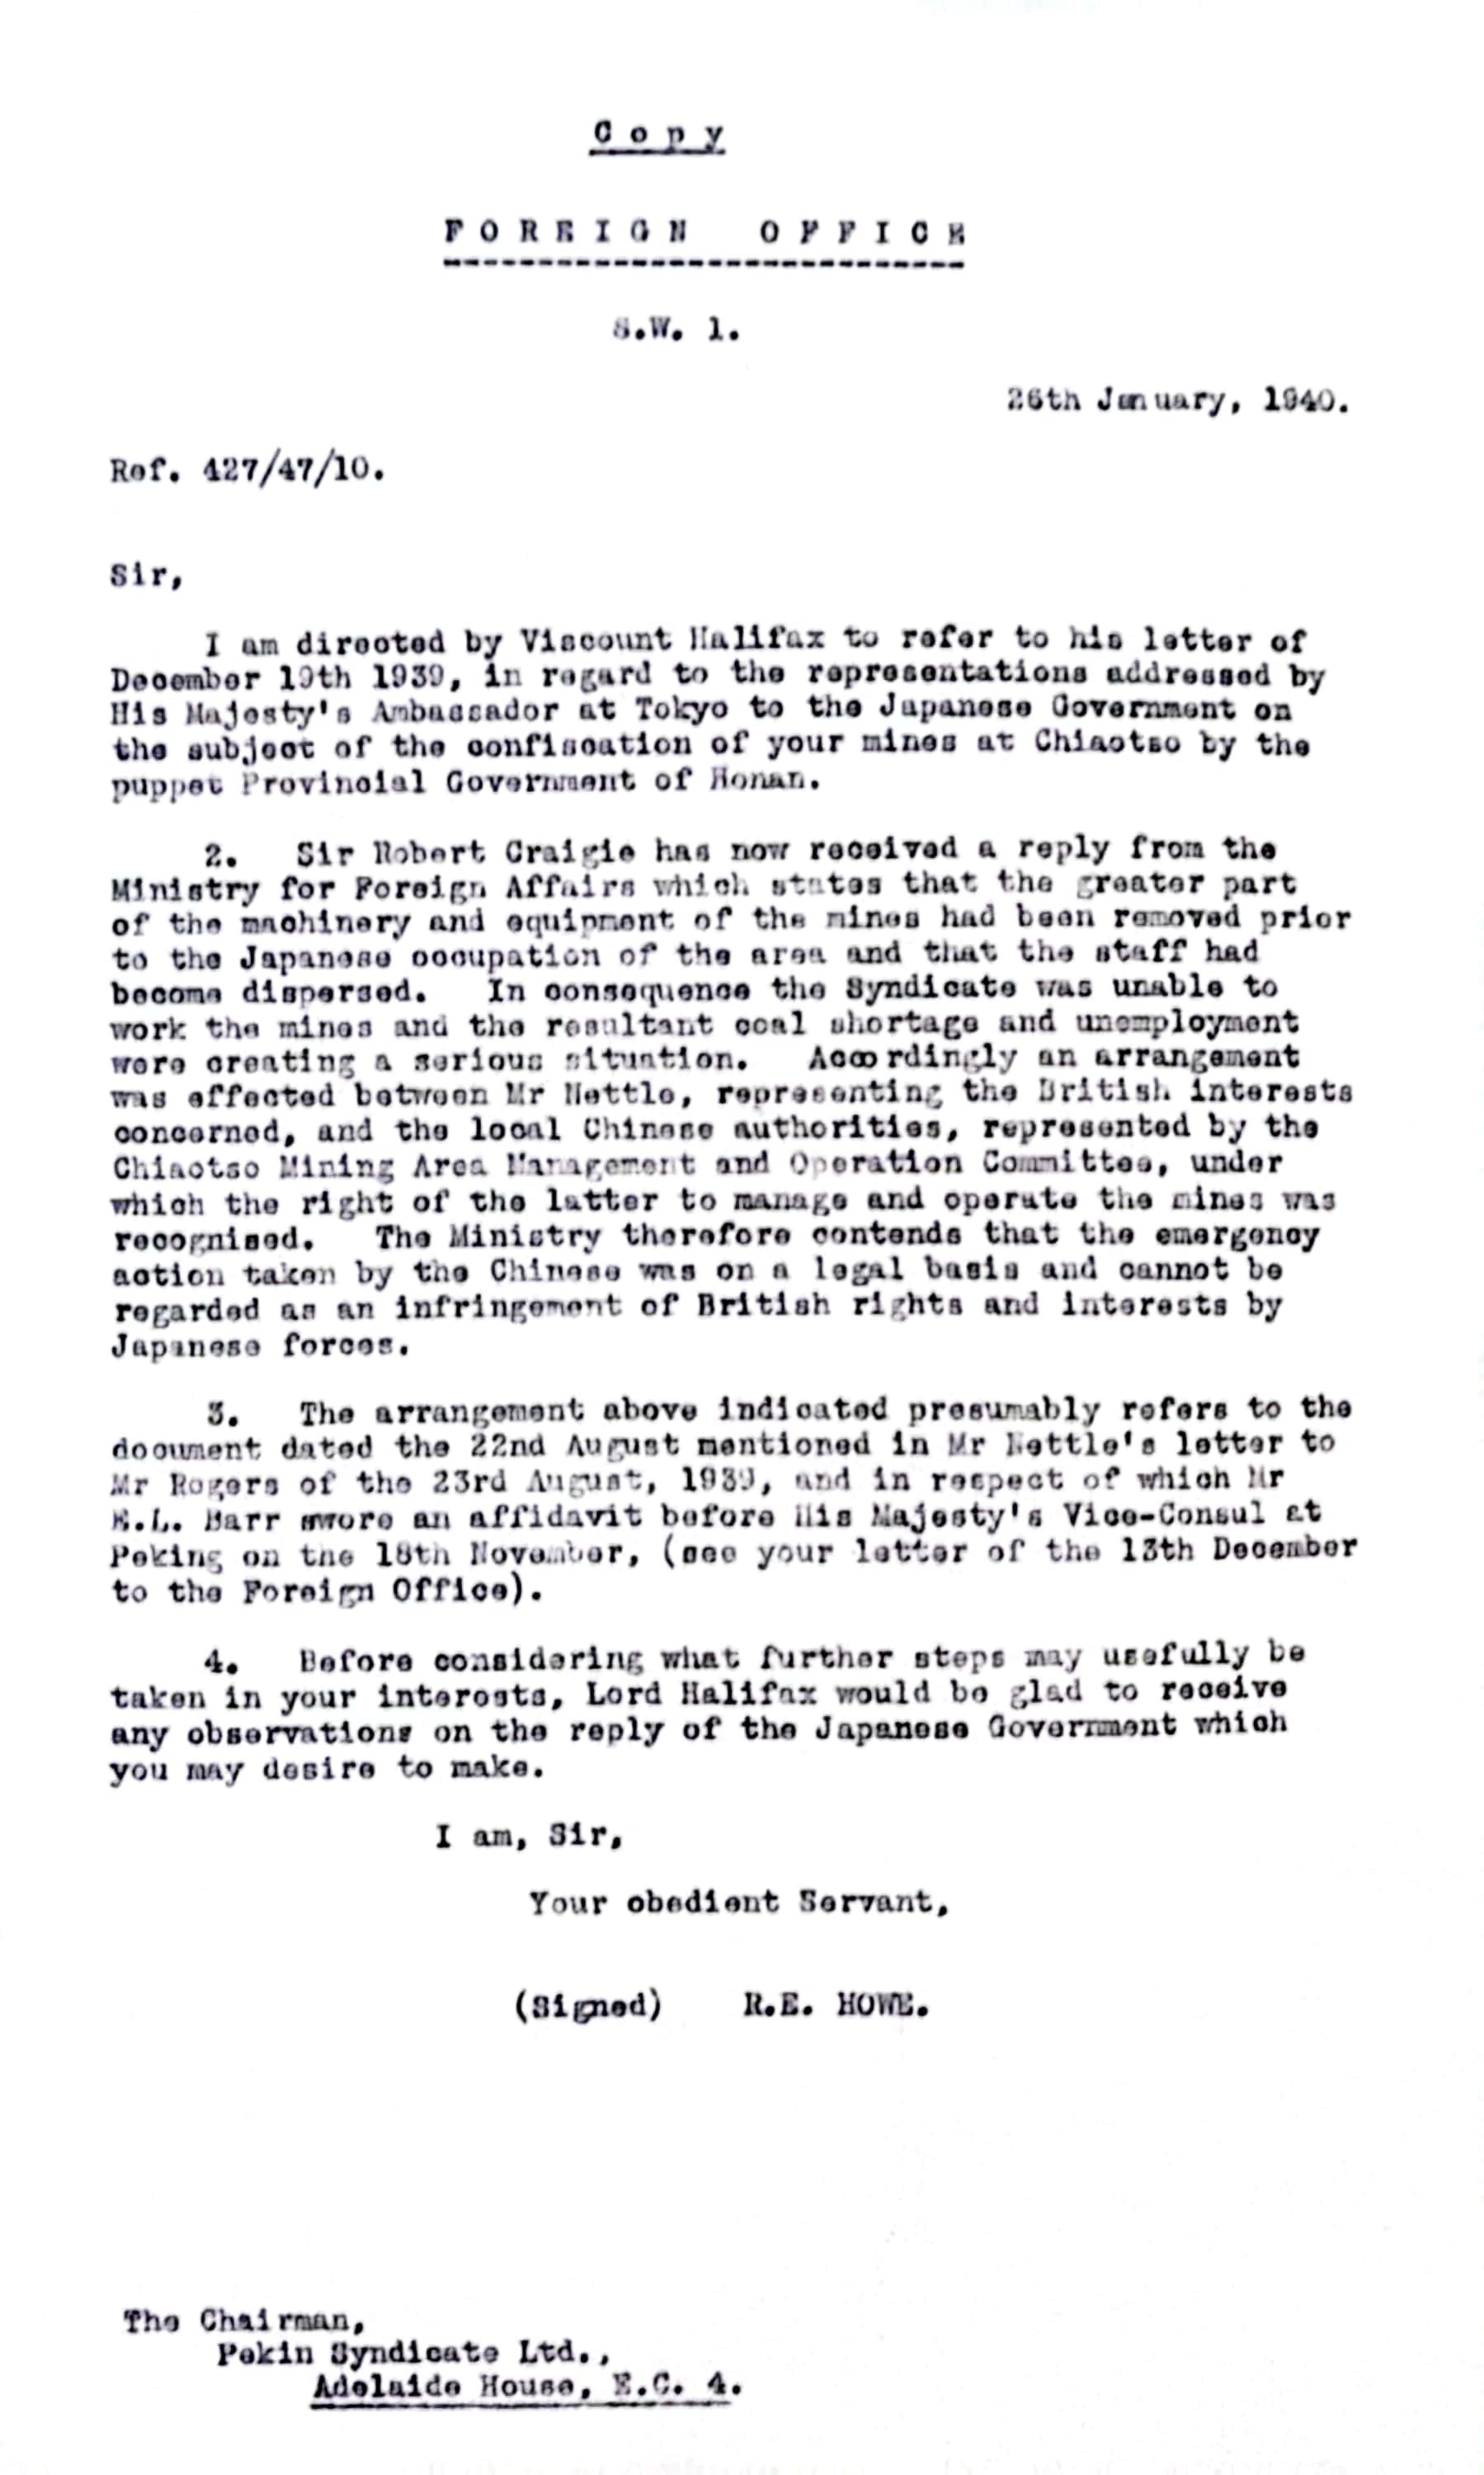 Copy
FOREIGN OFFICE
S.W. 1.
26th January, 1940.
Ref. 427/47/10.
Sir,
I am directed by Viscount Halifax to refer to his letter of
December 19th 1939, in regard to the representations addressed by
His Majesty's Ambassador at Tokyo to the Japanese Government on
the subject of the confiscation of your mines at Chiaotso by the
puppet Provincial Government of Honan.
2. Sir Robert Craigie has now received a reply from the
Ministry for Foreign Affairs which states that the greater part
of the machinery and equipment of the mines had been removed prior
to the Japanese occupation of the area and that the staff had
become dispersed. In consequence the Syndicate was unable to
work the mines and the resultant coal shortage and unemployment
were creating a serious situation. Accordingly an arrangement
was effected between Mr Nettle, representing the British interests
concerned, and the local Chinese authorities, represented by the
Chiaotso Mining Area Management and Operation Committee, under
which the right of the latter to manage and operate the mines was
recognised. The Ministry therefore contends that the emergency
action taken by the Chinese was on a legal basis and cannot be
regarded as an infringement of British rights and interests by
Japanese forces.
3. The arrangement above indicated presumably refers to the
document dated the 22nd August mentioned in Mr Nettle's letter to
Mr Rogers of the 23rd August, 1939, and in respect of which Mr
E.L. Barr swore an affidavit before His Majesty's Vice-Consul at
Peking on the 18th November, (see your letter of the 13th December
to the Foreign Office).
4. Before considering what further steps may usefully be
taken in your interests, Lord Halifax would be glad to receive
any observations on the reply of the Japanese Government which
you may desire to make.
I am, Sir,
Your obedient Servant,
(Signed) R.E. HOWE.
The Chairman,
Pekin Syndicate Ltd.,
Adelaide House, E.C. 4.